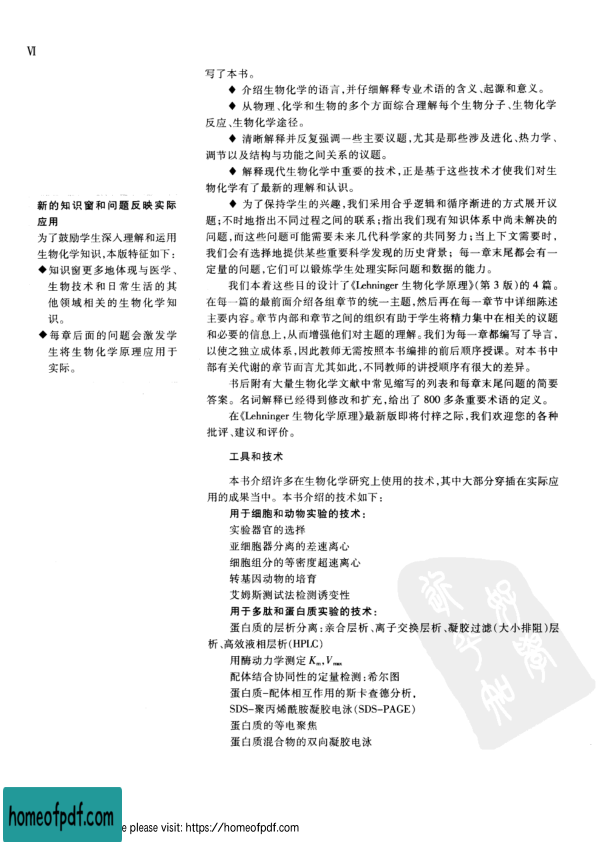 VI
写了本书。
◆ 介绍生物化学的语言,并仔细解释专业术语的含义、起源和意义。
◆ 从物理、化学和生物的多个方面综合理解每个生物分子、生物化学
反应、生物化学途径。
◆ 清晰解释并反复强调一些主要议题,尤其是那些涉及进化、热力学、
调节以及结构与功能之间关系的议题。
◆ 解释现代生物化学中重要的技术,正是基于这些技术才使我们对生
物化学有了最新的理解和认识。
◆ 为了保持学生的兴趣,我们采用合乎逻辑和循序渐进的方式展开议
题;不时地指出不同过程之间的联系;指出我们现有知识体系中尚未解决的
问题,而这些问题可能需要未来几代科学家的共同努力;当上下文需要时,
我们会有选择地提供某些重要科学发现的历史背景;每一章末尾都会有一
定量的问题,它们可以锻炼学生处理实际问题和数据的能力。
我们本着这些目的设计了《Lehninger 生物化学原理》(第 3 版)的 4 篇。
在每一篇的最前面介绍各组章节的统一主题,然后再在每一章节中详细陈述
主要内容。章节内部和章节之间的组织有助于学生将精力集中在相关的议题
和必要的信息上,从而增强他们对主题的理解。我们为每一章都编写了导言,
以使之独立成体系,因此教师无需按照本书编排的前后顺序授课。对本书中
部有关代谢的章节而言尤其如此,不同教师的讲授顺序有很大的差异。
书后附有大量生物化学文献中常见缩写的列表和每章末尾问题的简要
答案。名词解释已经得到修改和扩充,给出了 800 多条重要术语的定义。
在《Lehninger 生物化学原理》最新版即将付梓之际,我们欢迎您的各种
批评、建议和评价。
新的知识窗和问题反映实际
应用
为了鼓励学生深入理解和运用
生物化学知识,本版特征如下:
◆知识窗更多地体现与医学、
生物技术和日常生活的其
他领域相关的生物化学知
识。
◆每章后面的问题会激发学
生将生物化学原理应用于
实际。
工具和技术
本书介绍许多在生物化学研究上使用的技术,其中大部分穿插在实际应
用的成果当中。本书介绍的技术如下:
用于细胞和动物实验的技术:
实验器官的选择
亚细胞器分离的差速离心
细胞组分的等密度超速离心
转基因动物的培育
艾姆斯测试法检测诱变性
用于多肽和蛋白质实验的技术:
蛋白质的层析分离:亲合层析、离子交换层析、凝胶过滤(大小排阻)层
析、高效液相层析(HPLC)
用酶动力学测定 Km,Vmax
配体结合协同性的定量检测:希尔图
蛋白质-配体相互作用的斯卡查德分析,
SDS-聚丙烯酰胺凝胶电泳(SDS-PAGE)
蛋白质的等电聚焦
蛋白质混合物的双向凝胶电泳
homeofpdf.com
e please visit: https://homeofpdf.com